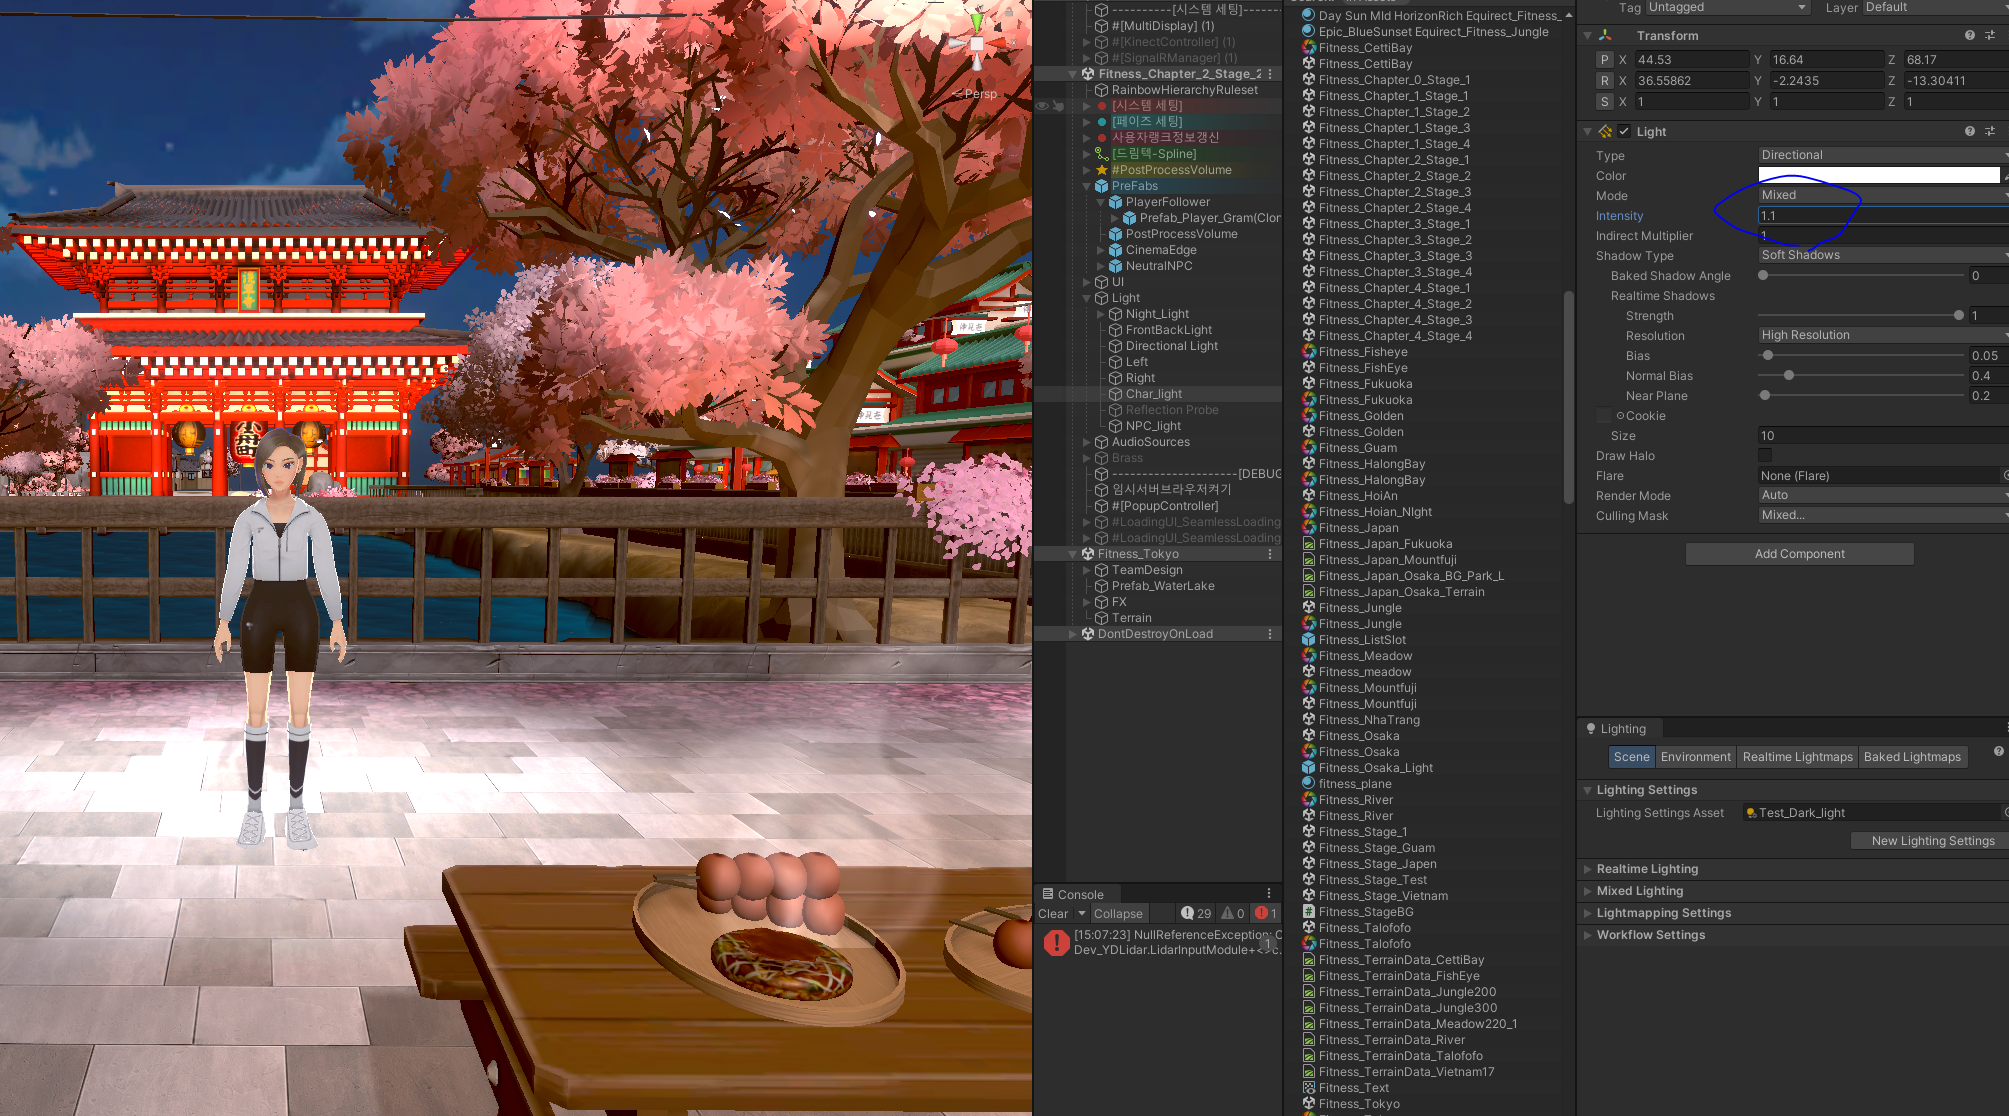 Persp
----------[시스템 세팅]------
#[MultiDisplay] (1)
#[KinectController] (1)
#[SignalRManager] (1)
Fitness_Chapter_2_Stage_2
RainbowHierarchyRuleset
[시스템 세팅]
[페이즈 세팅]
사용자랭크정보갱신
[드림텍-Spline]
#PostProcessVolume
PreFabs
PlayerFollower
Prefab_Player_Gram(Clor
PostProcessVolume
CinemaEdge
NeutralNPC
UI
Light
Night_Light
FrontBackLight
Directional Light
Left
Right
Char_light
Reflection Probe
NPC_light
AudioSources
Brass
---------------------[DEBUG
임시서버브라우저켜기
#[PopupController]
#LoadingUI_SeamlessLoading
#LoadingUI_SeamlessLoading
Fitness_Tokyo
TeamDesign
Prefab_WaterLake
FX
Terrain
DontDestroyOnLoad
Console
Clear
Collapse
29
0
1
[15:07:23] NullReferenceException: C
Dev_YDLidar.LidarInputModule+<>c.
1
Day Sun MId HorizonRich Equirect_Fitness_
Epic_BlueSunset Equirect_Fitness_Jungle
Fitness_CettiBay
Fitness_CettiBay
Fitness_Chapter_0_Stage_1
Fitness_Chapter_1_Stage_1
Fitness_Chapter_1_Stage_2
Fitness_Chapter_1_Stage_3
Fitness_Chapter_1_Stage_4
Fitness_Chapter_2_Stage_1
Fitness_Chapter_2_Stage_2
Fitness_Chapter_2_Stage_3
Fitness_Chapter_2_Stage_4
Fitness_Chapter_3_Stage_1
Fitness_Chapter_3_Stage_2
Fitness_Chapter_3_Stage_3
Fitness_Chapter_3_Stage_4
Fitness_Chapter_4_Stage_1
Fitness_Chapter_4_Stage_2
Fitness_Chapter_4_Stage_3
Fitness_Chapter_4_Stage_4
Fitness_Fisheye
Fitness_FishEye
Fitness_Fukuoka
Fitness_Fukuoka
Fitness_Golden
Fitness_Golden
Fitness_Guam
Fitness_HalongBay
Fitness_HalongBay
Fitness_HoiAn
Fitness_Hoian_NIght
Fitness_Japan
Fitness_Japan_Fukuoka
Fitness_Japan_Mountfuji
Fitness_Japan_Osaka_BG_Park_L
Fitness_Japan_Osaka_Terrain
Fitness_Jungle
Fitness_Jungle
Fitness_ListSlot
Fitness_Meadow
Fitness_meadow
Fitness_Mountfuji
Fitness_Mountfuji
Fitness_NhaTrang
Fitness_Osaka
Fitness_Osaka
Fitness_Osaka_Light
fitness_plane
Fitness_River
Fitness_River
Fitness_Stage_1
Fitness_Stage_Guam
Fitness_Stage_Japen
Fitness_Stage_Test
Fitness_Stage_Vietnam
Fitness_StageBG
Fitness_Talofofo
Fitness_Talofofo
Fitness_TerrainData_CettiBay
Fitness_TerrainData_FishEye
Fitness_TerrainData_Jungle200
Fitness_TerrainData_Jungle300
Fitness_TerrainData_Meadow220_1
Fitness_TerrainData_River
Fitness_TerrainData_Talofofo
Fitness_TerrainData_Vietnam17
Fitness_Text
Fitness_Tokyo
Tag Untagged Layer Default
Transform
P X 44.53 Y 16.64 Z 68.17
R X 36.55862 Y -2.2435 Z -13.30411
S X 1 Y 1 Z 1
Light
Type Directional
Color
Mode Mixed
Intensity 1.1
Indirect Multiplier 1
Shadow Type Soft Shadows
Baked Shadow Angle 0
Realtime Shadows
Strength 1
Resolution High Resolution
Bias 0.05
Normal Bias 0.4
Near Plane 0.2
Cookie
Size 10
Draw Halo
Flare None (Flare)
Render Mode Auto
Culling Mask Mixed...
Add Component
Lighting
Scene Environment Realtime Lightmaps Baked Lightmaps
Lighting Settings
Lighting Settings Asset Test_Dark_light
New Lighting Settings
Realtime Lighting
Mixed Lighting
Lightmapping Settings
Workflow Settings